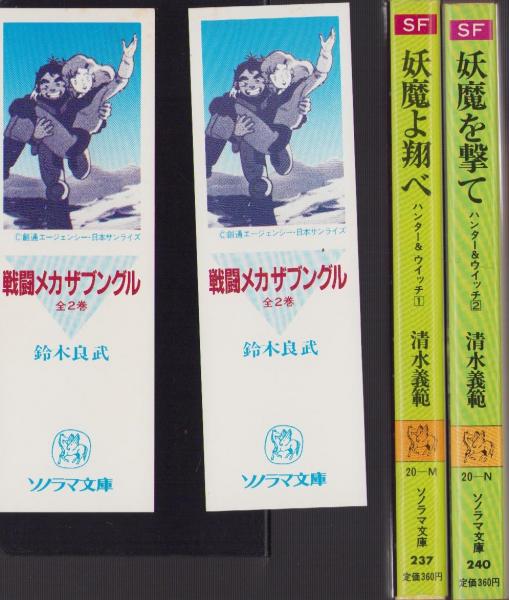 ©創通エージェンシー・日本サンライズ
戦闘メカザブングル
全2巻
鈴木良武
ソノラマ文庫
©創通エージェンシー・日本サンライズ
戦闘メカザブングル
全2巻
鈴木良武
ソノラマ文庫
SF
妖魔よ翔べ
ハンター&ウイッチ1
清水義範
20-M
ソノラマ文庫
237
定価360円
SF
妖魔を撃て
ハンター&ウイッチ2
清水義範
20-N
ソノラマ文庫
240
定価360円